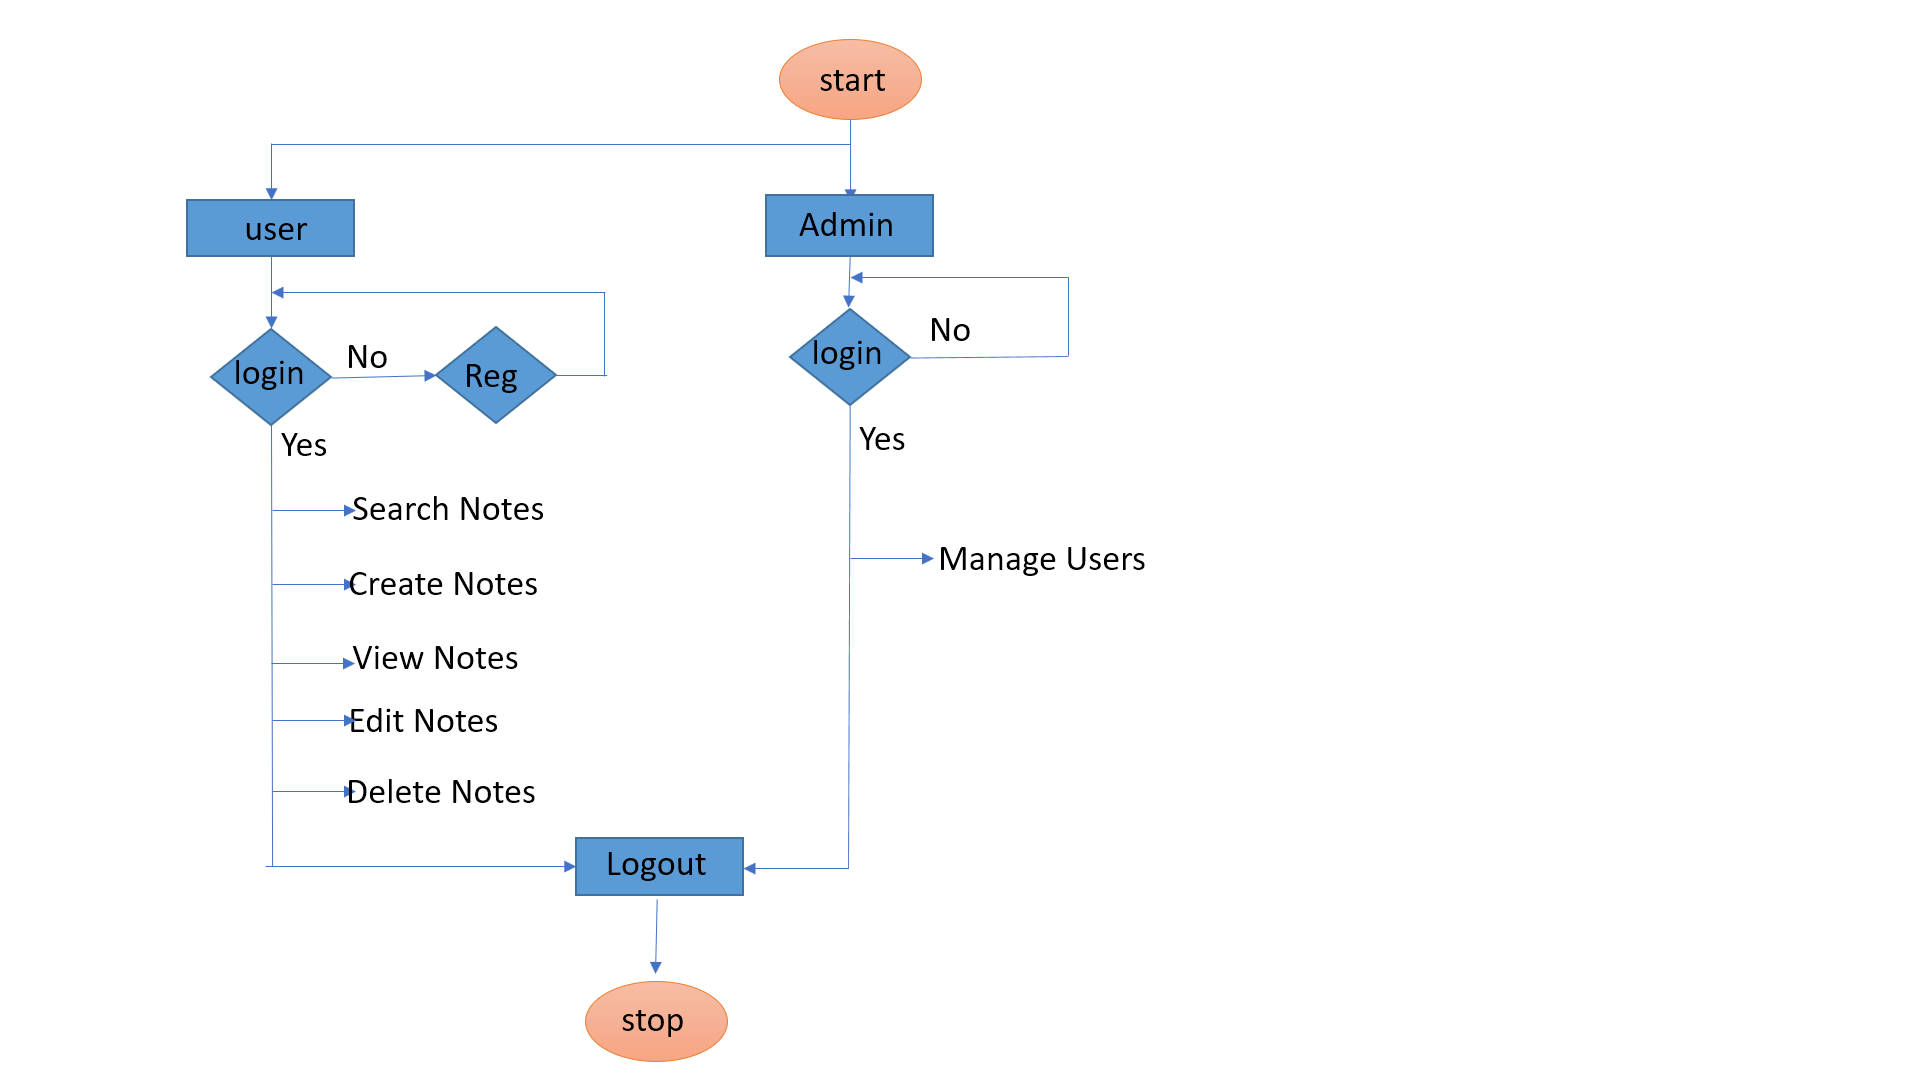 start
user
Admin
login
No
Reg
login
No
Yes
Yes
Search Notes
Create Notes
View Notes
Edit Notes
Delete Notes
Manage Users
Logout
stop